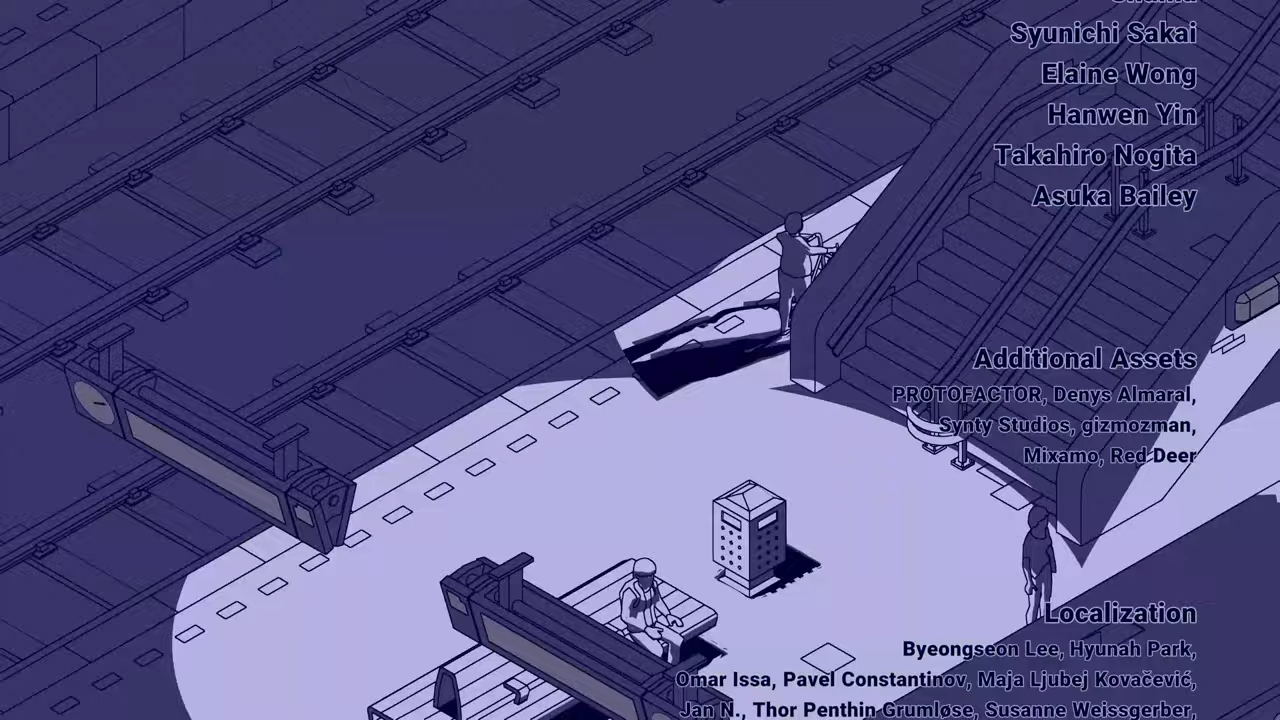 Syunichi Sakai
Elaine Wong
Hanwen Yin
Takahiro Nogita
Asuka Bailey
Additional Assets
PROTOFACTOR, Denys Almaral,
Synty Studios, gizmozman,
Mixamo, Red Deer
Localization
Byeongseon Lee, Hyunah Park,
Omar Issa, Pavel Constantinov, Maja Ljubej Kovačević,
Jan N., Thor Penthin Grumløse, Susanne Weissgerber,